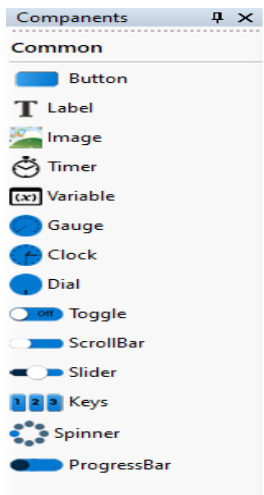 Companents
Common
Button
T Label
Image
Timer
(x) Variable
Gauge
Clock
Dial
Off Toggle
ScrollBar
Slider
1 2 3 Keys
Spinner
ProgressBar